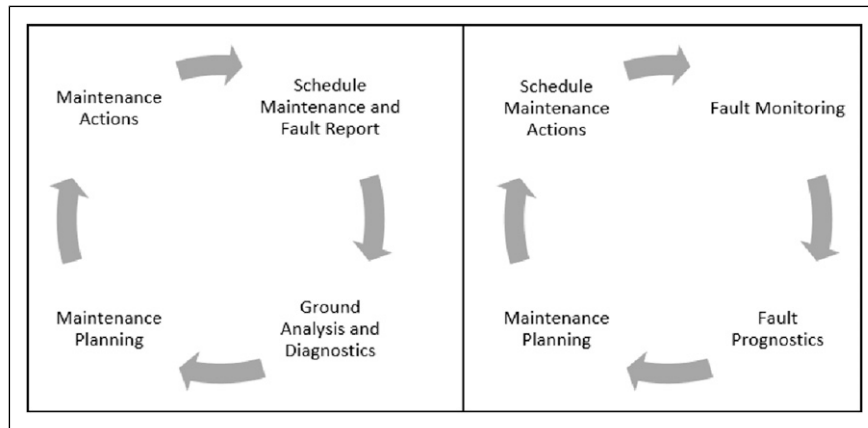 Maintenance
Actions
Schedule
Maintenance and
Fault Report
Ground
Analysis and
Diagnostics
Maintenance
Planning
Schedule
Maintenance
Actions
Fault Monitoring
Fault
Prognostics
Maintenance
Planning